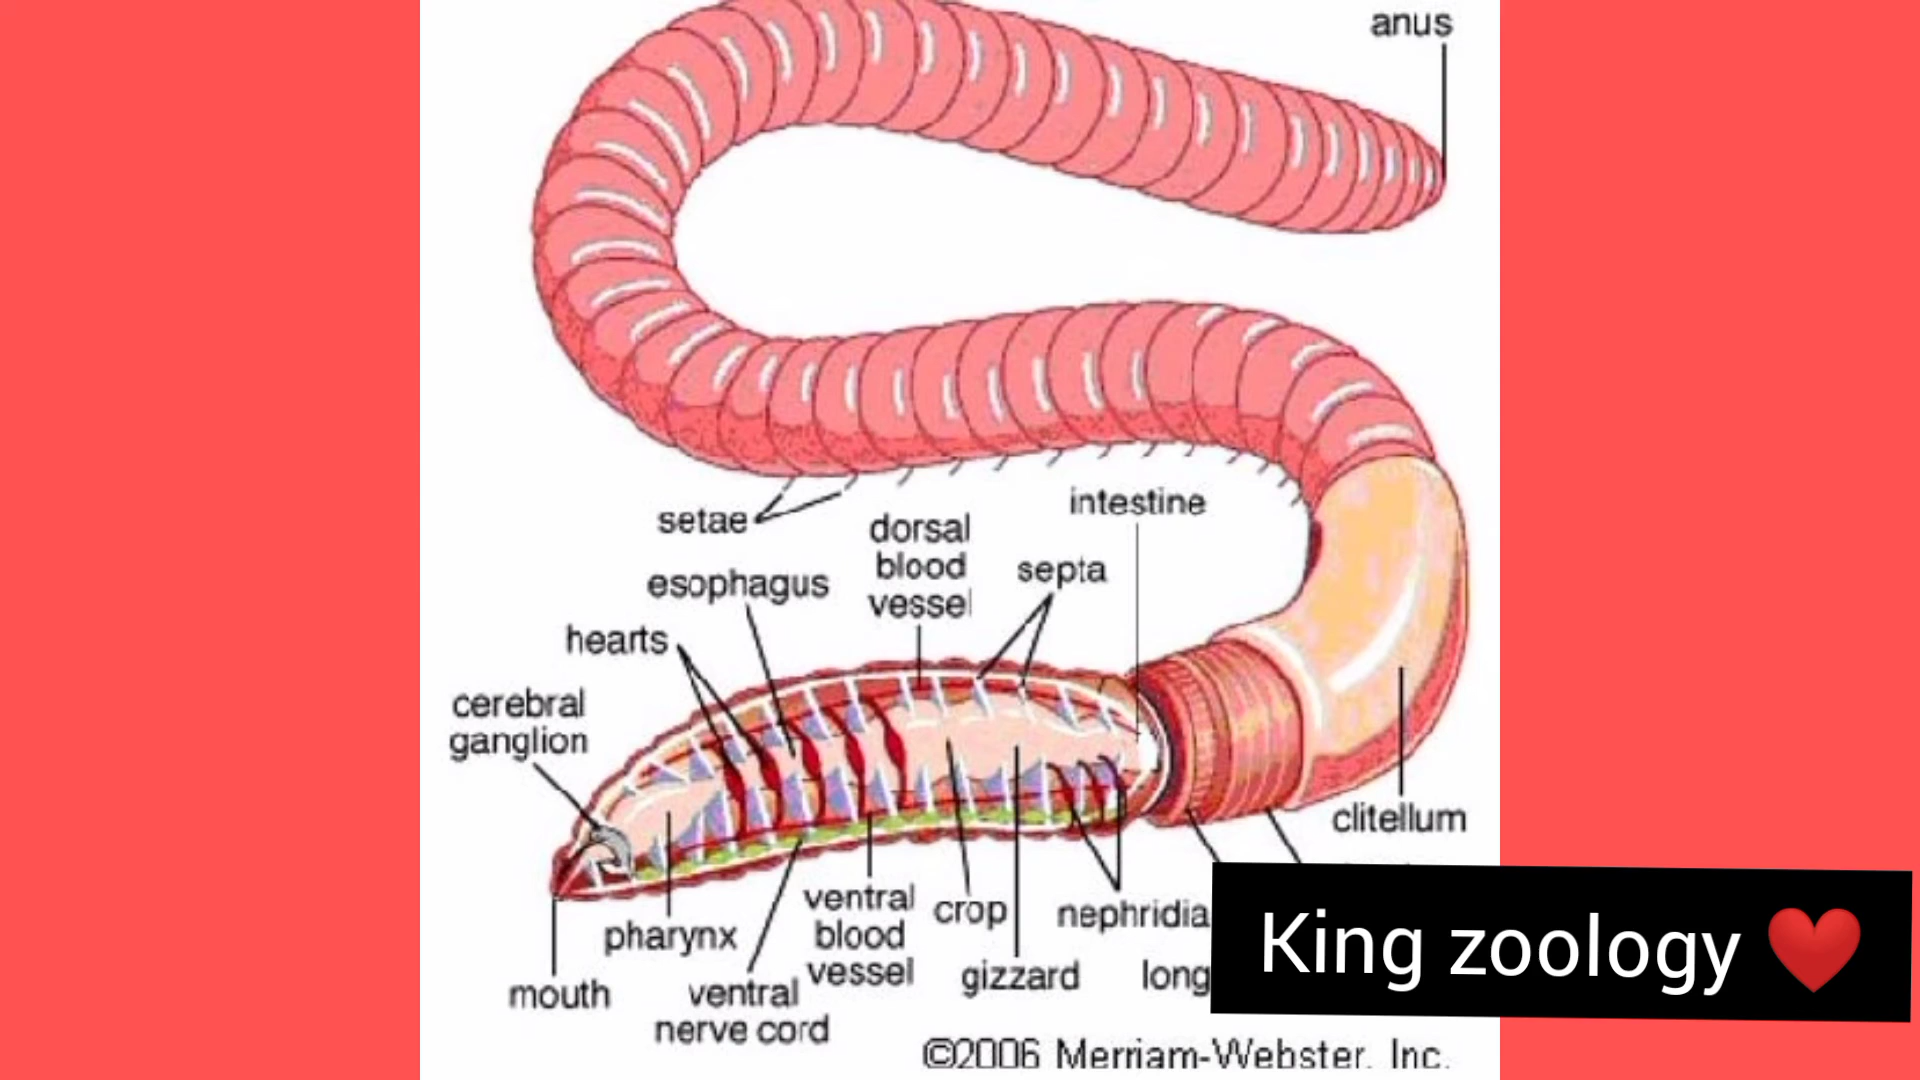 anus
setae
intestine
dorsal
blood
vessel
septa
esophagus
hearts
cerebral
ganglion
clitellum
ventral
blood
vessel
crop
nephridia
pharynx
gizzard
long
mouth
ventral
nerve cord
King zoology ❤️
©2006 Merriam-Webster, Inc.